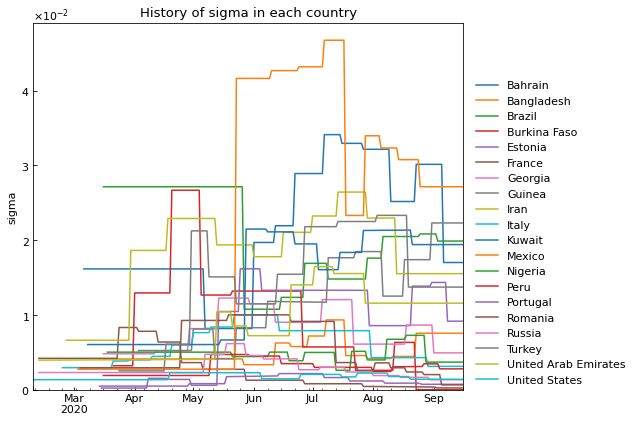 History of sigma in each country
×10⁻²
sigma
4
3
2
1
0
Mar
2020
Apr
May
Jun
Jul
Aug
Sep
Bahrain
Bangladesh
Brazil
Burkina Faso
Estonia
France
Georgia
Guinea
Iran
Italy
Kuwait
Mexico
Nigeria
Peru
Portugal
Romania
Russia
Turkey
United Arab Emirates
United States